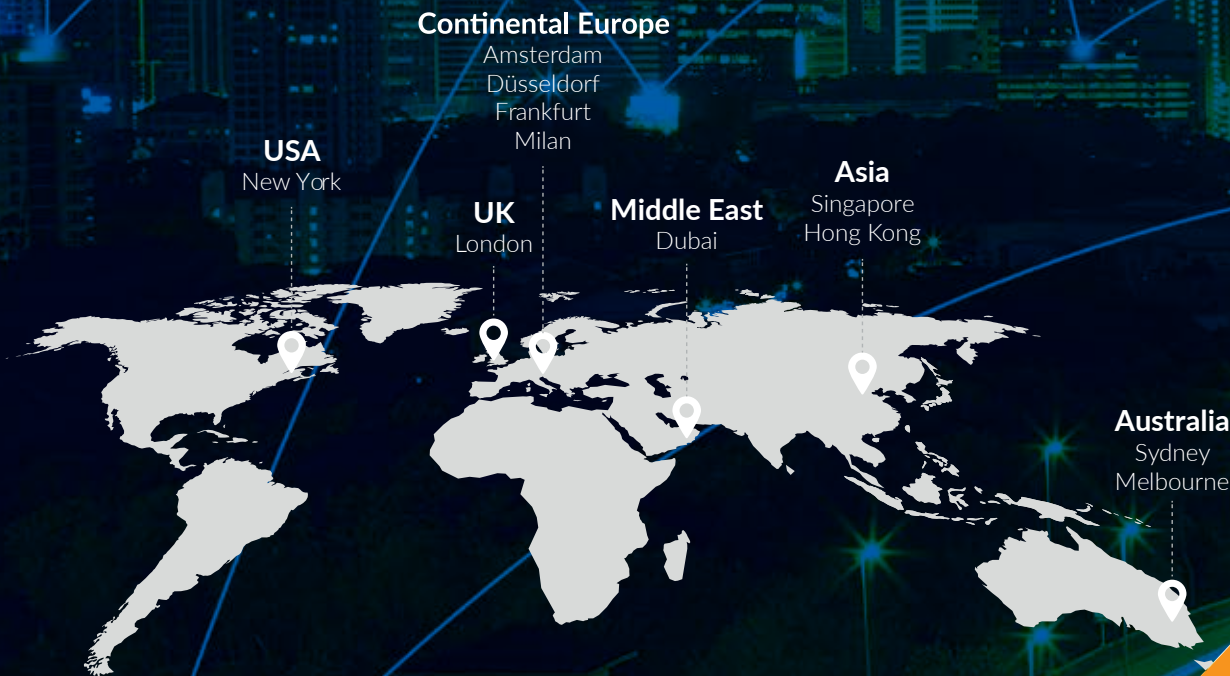 Continental Europe
Amsterdam
Düsseldorf
Frankfurt
Milan
USA
New York
UK
London
Middle East
Dubai
Asia
Singapore
Hong Kong
Australia
Sydney
Melbourne